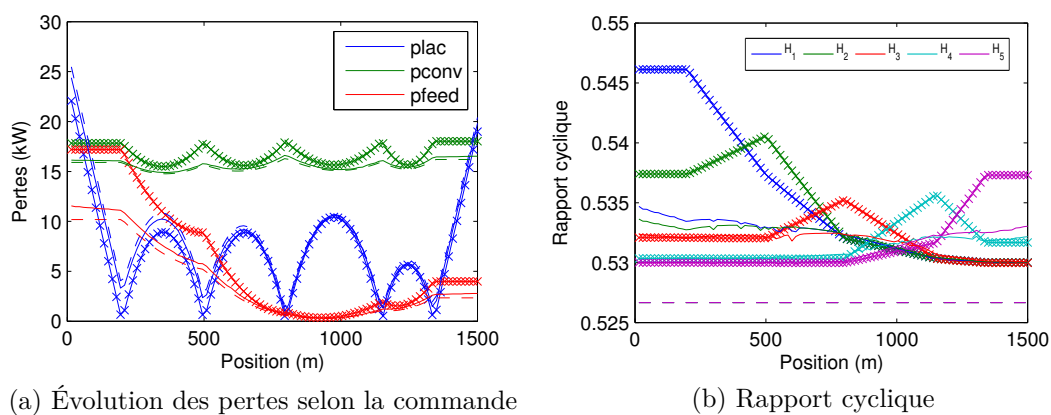 30
25
20
15
10
5
0
Pertes (kW)
plac
pconv
pfeed
0 500 1000 1500
Position (m)
(a) Évolution des pertes selon la commande
0.55
0.545
0.54
0.535
0.53
0.525
Rapport cyclique
H1 H2 H3 H4 H5
0 500 1000 1500
Position (m)
(b) Rapport cyclique